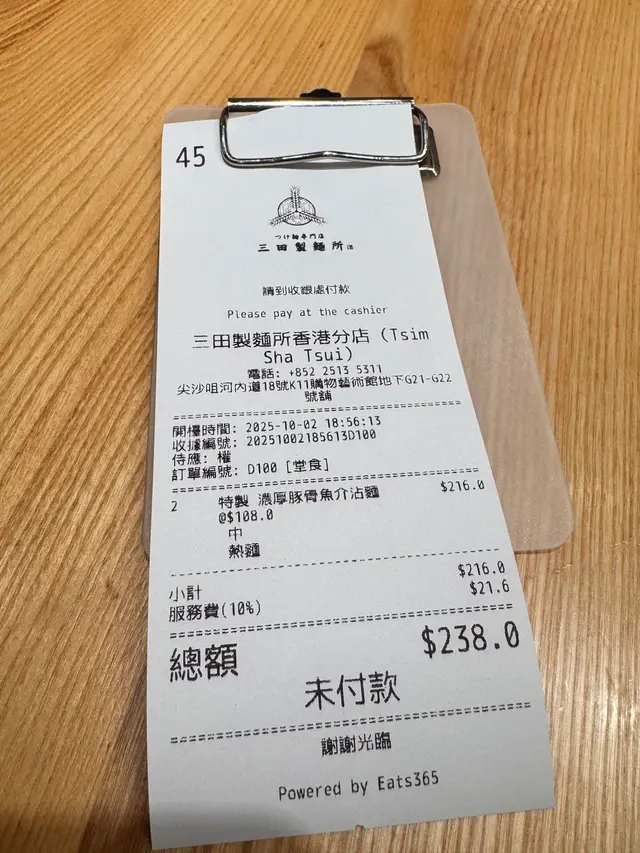 45
つけ麵専門店
三田製麵所
請到收銀處付款
Please pay at the cashier
三田製麵所香港分店 (Tsim
Sha Tsui)
電話: +852 2513 5311
尖沙咀河內道18號K11購物藝術館地下G21-G22
號舖
開檯時間: 2025-10-02 18:56:13
收據編號: 20251002185613D100
侍應: 權
訂單編號: D100 [堂食]
2 特製 濃厚豚骨魚介沾麵 $216.0
@$108.0
中
熱麵
小計 $216.0
服務費(10%) $21.6
總額 $238.0
未付款
謝謝光臨
Powered by Eats365